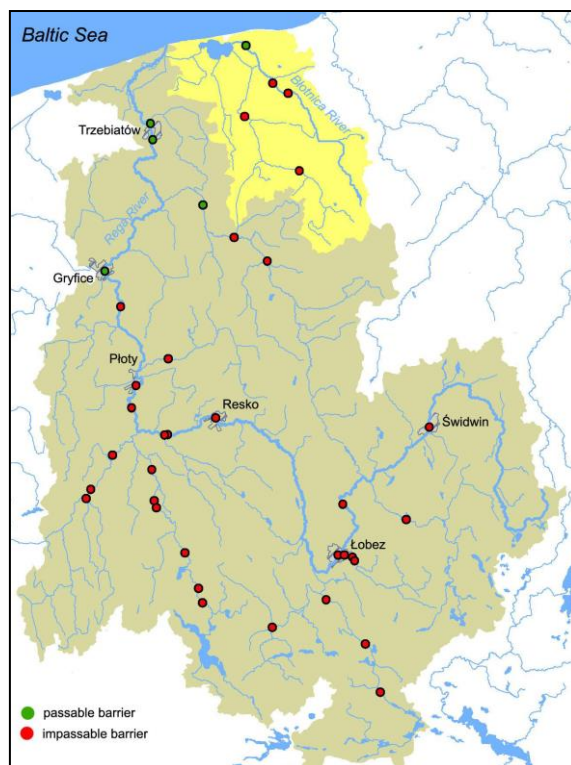 Baltic Sea
Błotnica River
Trzebiatów
Rega River
Gryfice
Płoty
Resko
Świdwin
Łobez
passable barrier
impassable barrier